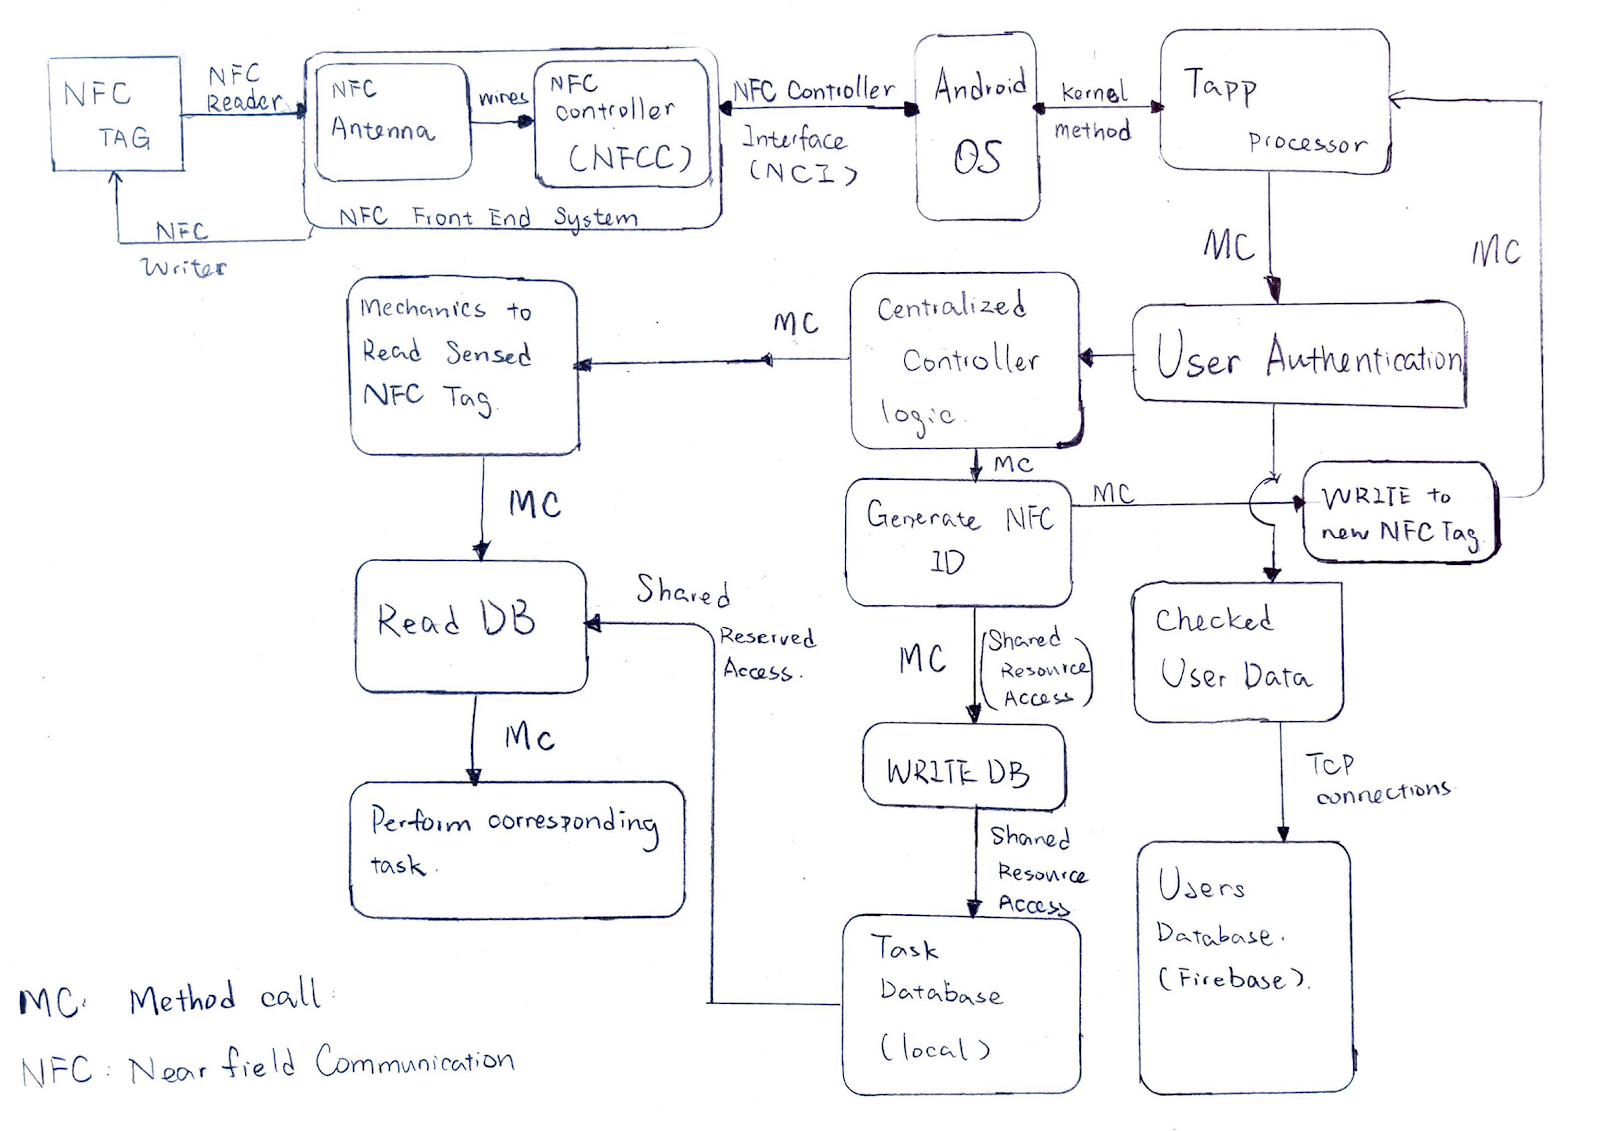 NFC
TAG
NFC
Reader
NFC
Antenna
wires
NFC
controller
(NFCC)
NFC Front End System
NFC
Writer
NFC Controller
Interface
(NCI)
Android
OS
kernel
method
Tapp
processor
MC
MC
Mechanics to
Read Sensed
NFC Tag.
MC
Centralized
Controller
logic.
User Authentication
MC
MC
Generate NFC
ID
MC
WRITE to
new NFC Tag
MC
Read DB
Shared
Reserved
Access.
MC
(Shared
Resource
Access)
Checked
User Data
MC
WRITE DB
TCP
connections
Perform corresponding
task.
Shared
Resource
Access
Task
Database
(local)
Users
Database.
(Firebase).
MC: Method call
NFC: Near field Communication